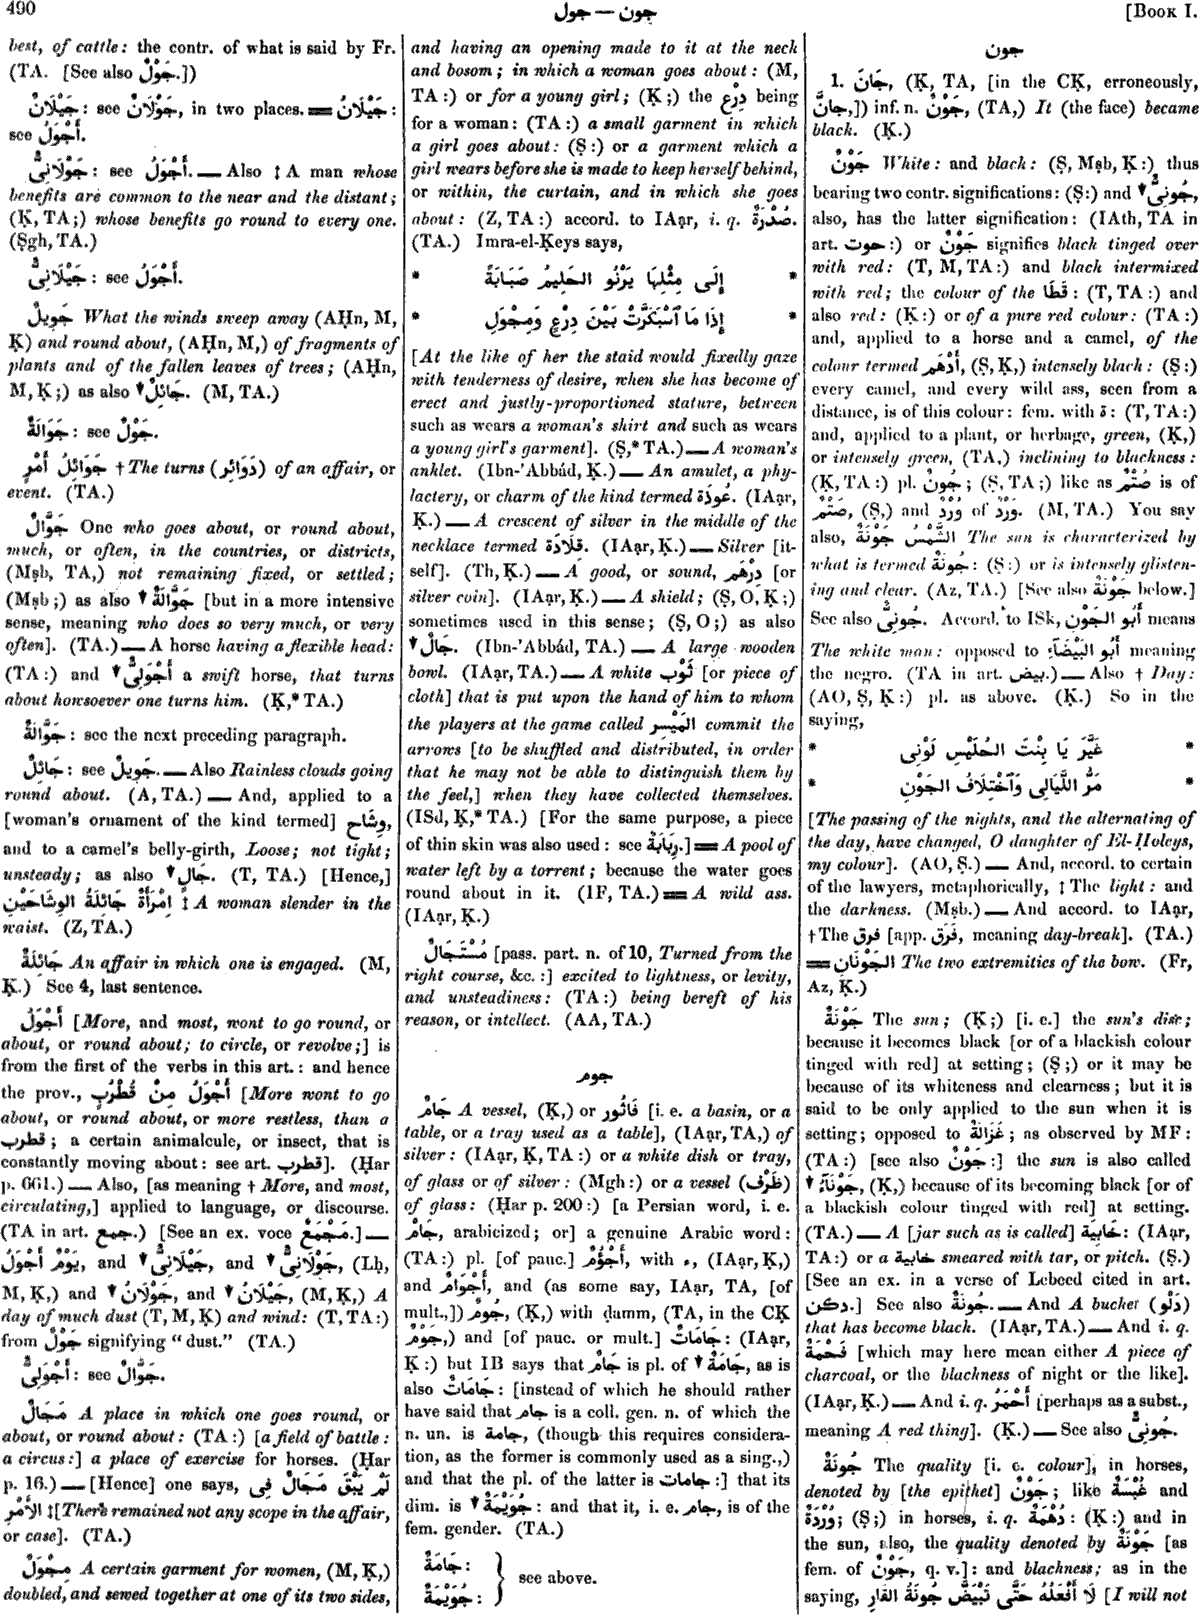 490
جون — جول
[BOOK I.
best, of cattle: the contr. of what is said by Fr.
(TA. [See also جَوْلٌ.])
جَيْلَانٌ: see جَوْلَانٌ, in two places. ═ جَيْلَانُ:
see أَجْوَلُ.
جَوْلَانِىٌّ: see أَجْوَلُ. — Also ‡ A man whose
benefits are common to the near and the distant;
(Ḳ, TA;) whose benefits go round to every one.
(Ṣgh, TA.)
جَيْلَانِىٌّ: see أَجْوَلُ.
جَوِيلٌ What the winds sweep away (AḤn, M,
Ḳ) and round about, (AḤn, M,) of fragments of
plants and of the fallen leaves of trees; (AḤn,
M, Ḳ;) as also ▼ جَائِلٌ. (M, TA.)
جَوَالَةٌ: see جَوْلٌ.
جَوَائِلُ أَمْرٍ † The turns (دَوَائِر) of an affair, or
event. (TA.)
جَوَّالٌ One who goes about, or round about,
much, or often, in the countries, or districts,
(Mṣb, TA,) not remaining fixed, or settled;
(Mṣb;) as also ▼ جَوَّالَةٌ [but in a more intensive
sense, meaning who does so very much, or very
often]. (TA.) — A horse having a flexible head:
(TA:) and ▼ أَجْوَلِىٌّ a swift horse, that turns
about howsoever one turns him. (Ḳ,* TA.)
جَوَّالَةٌ: see the next preceding paragraph.
جَائِلٌ: see جَوِيلٌ. — Also Rainless clouds going
round about. (A, TA.) — And, applied to a
[woman's ornament of the kind termed] وِشَاح,
and to a camel's belly-girth, Loose; not tight;
unsteady; as also ▼ جَالٍ. (T, TA.) [Hence,]
اِمْرَأَةٌ جَائِلَةُ الوِشَاحَيْنِ ‡ A woman slender in the
waist. (Z, TA.)
جَائِلَةٌ An affair in which one is engaged. (M,
Ḳ.) See 4, last sentence.
أَجْوَلُ [More, and most, wont to go round, or
about, or round about; to circle, or revolve;] is
from the first of the verbs in this art.: and hence
the prov., أَجْوَلُ مِنْ قُطْرُبٍ [More wont to go
about, or round about, or more restless, than a
قطرب; a certain animalcule, or insect, that is
constantly moving about: see art. قطرب]. (Ḥar
p. 661.) — Also, [as meaning † More, and most,
circulating,] applied to language, or discourse.
(TA in art. جمع.) [See an ex. voce مَجْمَعٌ.] —
يَوْمٌ أَجْوَلُ, and ▼ جَيْلَانِىٌّ, and ▼ جَوْلَانِىٌّ, (Lḥ,
M, Ḳ,) and ▼ جَوْلَانٌ, and ▼ جَيْلَانٌ, (M, Ḳ,) A
day of much dust (T, M, Ḳ) and wind: (T, TA:)
from جَوْلٌ signifying “dust.” (TA.)
أَجْوَلِىٌّ: see جَوَّالٌ.
مَجَالٌ A place in which one goes round, or
about, or round about: (TA:) [a field of battle:
a circus:] a place of exercise for horses. (Ḥar
p. 16.) — [Hence] one says, لَمْ يَبْقَ مَجَالٌ فِى
الأَمْرِ ‡ [There remained not any scope in the affair,
or case]. (TA.)
مِجْوَلٌ A certain garment for women, (M, Ḳ,)
doubled, and sewed together at one of its two sides,
and having an opening made to it at the neck
and bosom; in which a woman goes about: (M,
TA:) or for a young girl; (Ḳ;) the دِرْع being
for a woman: (TA:) a small garment in which
a girl goes about: (Ṣ:) or a garment which a
girl wears before she is made to keep herself behind,
or within, the curtain, and in which she goes
about: (Z, TA:) accord. to IAạr, i. q. صُدْرَةٌ.
(TA.) Imra-el-Ḳeys says,
* إِلَى مِثْلِهَا يَرْنُو الحَلِيمُ صَبَابَةً *
* إِذَا مَا ٱسْبَكَرَّتْ بَيْنَ دِرْعٍ وَمِجْوَلِ *
[At the like of her the staid would fixedly gaze
with tenderness of desire, when she has become of
erect and justly-proportioned stature, between
such as wears a woman's shirt and such as wears
a young girl's garment]. (Ṣ,* TA.) — A woman's
anklet. (Ibn-'Abbád, Ḳ.) — An amulet, a phy-
lactery, or charm of the kind termed عُوذَة. (IAạr,
Ḳ.) — A crescent of silver in the middle of the
necklace termed قِلَادَة. (IAạr, Ḳ.) — Silver [it-
self]. (Th, Ḳ.) — A good, or sound, دِرْهَم [or
silver coin]. (IAạr, Ḳ.) — A shield; (Ṣ, O, Ḳ;)
sometimes used in this sense; (Ṣ, O;) as also
▼ جَالٌ. (Ibn-'Abbád, TA.) — A large wooden
bowl. (IAạr, TA.) — A white ثَوْب [or piece of
cloth] that is put upon the hand of him to whom
the players at the game called المَيْسِر commit the
arrows [to be shuffled and distributed, in order
that he may not be able to distinguish them by
the feel,] when they have collected themselves.
(ISd, Ḳ,* TA.) [For the same purpose, a piece
of thin skin was also used: see رِبَابَةٌ.] ═ A pool of
water left by a torrent; because the water goes
round about in it. (IF, TA.) ═ A wild ass.
(IAạr, Ḳ.)
مُسْتَجَالٌ [pass. part. n. of 10, Turned from the
right course, &c.:] excited to lightness, or levity,
and unsteadiness: (TA:) being bereft of his
reason, or intellect. (AA, TA.)
جوم
جَامٌ A vessel, (Ḳ,) or فَاثُور [i. e. a basin, or a
table, or a tray used as a table], (IAạr, TA,) of
silver: (IAạr, Ḳ, TA:) or a white dish or tray,
of glass or of silver: (Mgh:) or a vessel (ظَرْف)
of glass: (Ḥar p. 200:) [a Persian word, i. e.
جَامْ, arabicized; or] a genuine Arabic word:
(TA:) pl. [of pauc.] أَجْؤُمٌ, with ء, (IAạr, Ḳ,)
and أَجْوَامٌ, and (as some say, IAạr, TA, [of
mult.,]) جُومٌ, (Ḳ,) with ḍamm, (TA, in the CḲ
جَوْمٌ,) and [of pauc. or mult.] جَامَاتٌ: (IAạr,
Ḳ:) but IB says that جَامٌ is pl. of ▼ جَامَةٌ, as is
also جَامَاتٌ: [instead of which he should rather
have said that جام is a coll. gen. n. of which the
n. un. is جامة, (though this requires considera-
tion, as the former is commonly used as a sing.,)
and that the pl. of the latter is جامات:] that its
dim. is ▼ جُوَيْمَةٌ: and that it, i. e. جام, is of the
fem. gender. (TA.)
جَامَةٌ:
جُوَيْمَةٌ: } see above.
جون
1. جَانَ, (Ḳ, TA, [in the CḲ, erroneously,
جانَّ,]) inf. n. جَوْنٌ, (TA,) It (the face) became
black. (Ḳ.)
جَوْنٌ White: and black: (Ṣ, Mṣb, Ḳ:) thus
bearing two contr. significations: (Ṣ:) and ▼ جُونِىٌّ,
also, has the latter signification: (IAth, TA in
art. حوت:) or جَوْنٌ signifies black tinged over
with red: (T, M, TA:) and black intermixed
with red; the colour of the قَطَا: (T, TA:) and
also red: (Ḳ:) or of a pure red colour: (TA:)
and, applied to a horse and a camel, of the
colour termed أَدْهَم, (Ṣ, Ḳ,) intensely black: (Ṣ:)
every camel, and every wild ass, seen from a
distance, is of this colour: fem. with ة: (T, TA:)
and, applied to a plant, or herbage, green, (Ḳ,)
or intensely green, (TA,) inclining to blackness:
(Ḳ, TA:) pl. جُونٌ; (Ṣ, TA;) like as صُتْمٌ is of
صَتْمٌ, (Ṣ,) and وُرْدٌ of وَرْدٌ. (M, TA.) You say
also, الشَّمْسُ جَوْنَةٌ The sun is characterized by
what is termed جُونَةٌ: (Ṣ:) or is intensely glisten-
ing and clear. (Az, TA.) [See also جَوْنَةٌ below.]
See also جُونِىٌّ. Accord. to ISk, أَبُو الجَوْنِ means
The white man: opposed to أَبُو البَيْضَآءِ meaning
the negro. (TA in art. بيض.) — Also † Day:
(AO, Ṣ, Ḳ:) pl. as above. (Ḳ.) So in the
saying,
* غَيَّرَ يَا بِنْتَ الحُلَيْسِ لَوْنِى *
* مَرُّ اللَّيَالِى وَٱخْتِلَافُ الجَوْنِ *
[The passing of the nights, and the alternating of
the day, have changed, O daughter of El-Ḥoleys,
my colour]. (AO, Ṣ.) — And, accord. to certain
of the lawyers, metaphorically, ‡ The light: and
the darkness. (Mṣb.) — And accord. to IAạr,
† The فرق [app. فَرَق, meaning day-break]. (TA.)
═ الجَوْنَانِ The two extremities of the bow. (Fr,
Az, Ḳ.)
جَوْنَةٌ The sun; (Ḳ;) [i. e.] the sun's disc;
because it becomes black [or of a blackish colour
tinged with red] at setting; (Ṣ;) or it may be
because of its whiteness and clearness; but it is
said to be only applied to the sun when it is
setting; opposed to غَزَالَةٌ; as observed by MF:
(TA:) [see also جَوْنٌ:] the sun is also called
▼ جَوْنَآءُ, (Ḳ,) because of its becoming black [or of
a blackish colour tinged with red] at setting.
(TA.) — A [jar such as is called] خَابِيَة: (IAạr,
TA:) or a خابية smeared with tar, or pitch. (Ṣ.)
[See an ex. in a verse of Lebeed cited in art.
دكن.] See also جُونَةٌ. — And A bucket (دَلْو)
that has become black. (IAạr, TA.) — And i. q.
فَحْمَةٌ [which may here mean either A piece of
charcoal, or the blackness of night or the like].
(IAạr, Ḳ.) — And i. q. أَحْمَرُ [perhaps as a subst.,
meaning A red thing]. (Ḳ.) — See also جُونِىٌّ.
جُونَةٌ The quality [i. e. colour], in horses,
denoted by [the epithet] جَوْنٌ; like غُبْسَةٌ and
وُرْدَةٌ; (Ṣ;) in horses, i. q. دُهْمَةٌ: (Ḳ:) and in
the sun, also, the quality denoted by جَوْنَةٌ [as
fem. of جَوْنٌ, q. v.]: and blackness; as in the
saying, لَا أَفْعَلُهُ حَتَّى تَبْيَضَّ جُونَةُ القَارِ [I will not